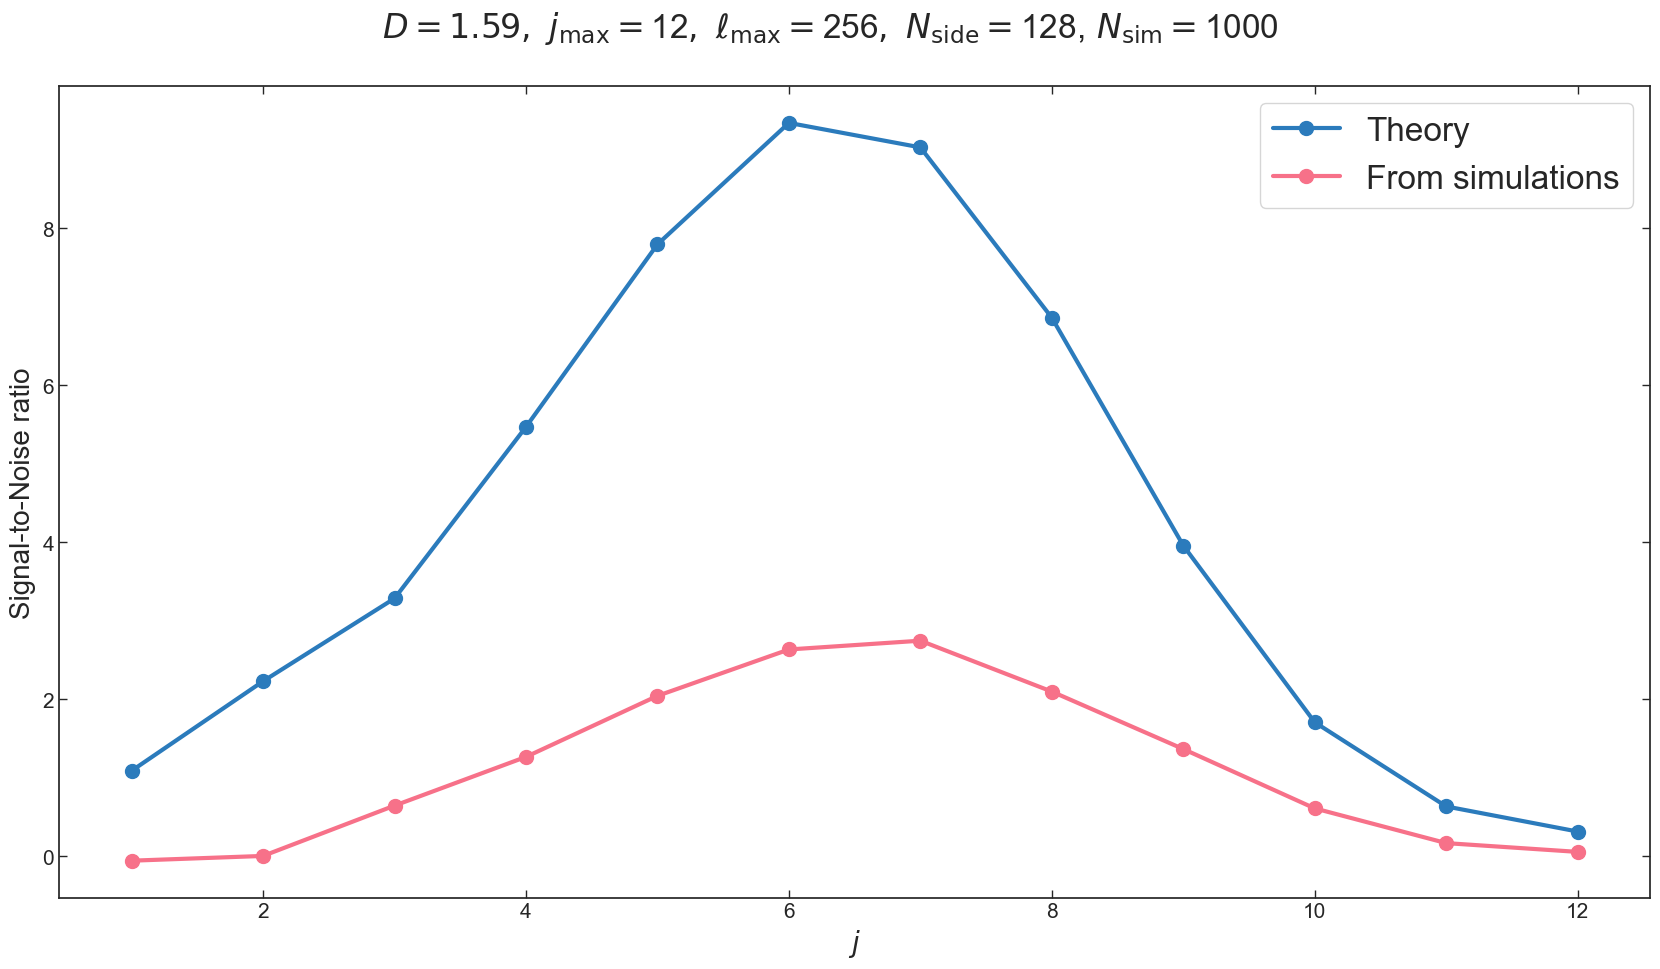 D = 1.59, j_max = 12, ℓ_max = 256, N_side = 128, N_sim = 1000
Theory
From simulations
Signal-to-Noise ratio
8
6
4
2
0
2 4 6 8 10 12
j